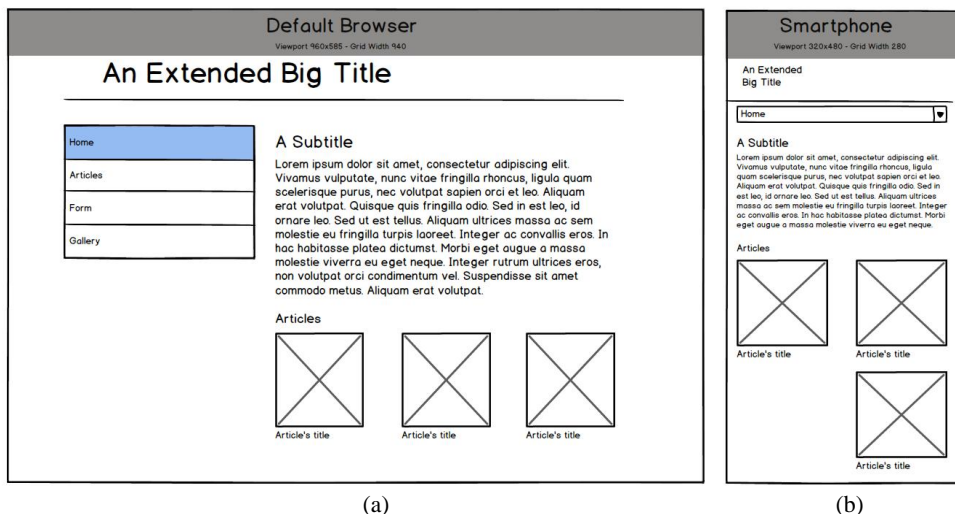 Default Browser
Viewport 960x585 - Grid Width 940
An Extended Big Title
Home
Articles
Form
Gallery
A Subtitle
Lorem ipsum dolor sit amet, consectetur adipiscing elit.
Vivamus vulputate, nunc vitae fringilla rhoncus, ligula quam
scelerisque purus, nec volutpat sapien orci et leo. Aliquam
erat volutpat. Quisque quis fringilla odio. Sed in est leo, id
ornare leo. Sed ut est tellus. Aliquam ultrices massa ac sem
molestie eu fringilla turpis laoreet. Integer ac convallis eros. In
hac habitasse platea dictumst. Morbi eget augue a massa
molestie viverra eu eget neque. Integer rutrum ultrices eros,
non volutpat orci condimentum vel. Suspendisse sit amet
commodo metus. Aliquam erat volutpat.
Articles
Article's title
Article's title
Article's title
(a)
Smartphone
Viewport 320x480 - Grid Width 280
An Extended
Big Title
Home
A Subtitle
Lorem ipsum dolor sit amet, consectetur adipiscing elit.
Vivamus vulputate, nunc vitae fringilla rhoncus, ligula
quam scelerisque purus, nec volutpat sapien orci et leo.
Aliquam erat volutpat. Quisque quis fringilla odio. Sed in
est leo, id ornare leo. Sed ut est tellus. Aliquam ultrices
massa ac sem molestie eu fringilla turpis laoreet. Integer
ac convallis eros. In hac habitasse platea dictumst. Morbi
eget augue a massa molestie viverra eu eget neque.
Articles
Article's title
Article's title
Article's title
(b)